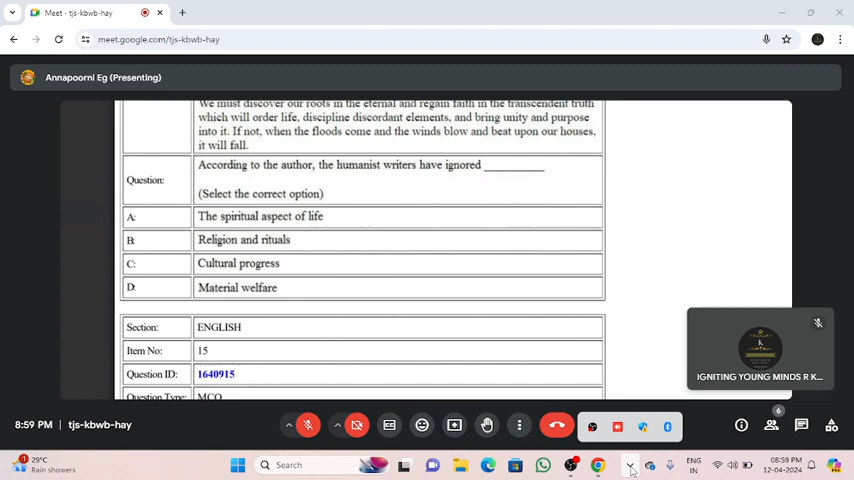 Meet - tjs-kbwb-hay
meet.google.com/tjs-kbwb-hay
Annapoorni Eg (Presenting)
We must discover our roots in the eternal and regain faith in the transcendent truth
which will order life, discipline discordant elements, and bring unity and purpose
into it. If not, when the floods come and the winds blow and beat upon our houses,
it will fall.
Question:
According to the author, the humanist writers have ignored ___________
(Select the correct option)
A: The spiritual aspect of life
B: Religion and rituals
C: Cultural progress
D: Material welfare
Section: ENGLISH
Item No: 15
Question ID: 1640915
Question Type: MCQ
K
IGNITING YOUNG MINDS R K...
8:59 PM | tjs-kbwb-hay
6
29°C
Rain showers
Search
ENG
IN
08:59 PM
12-04-2024